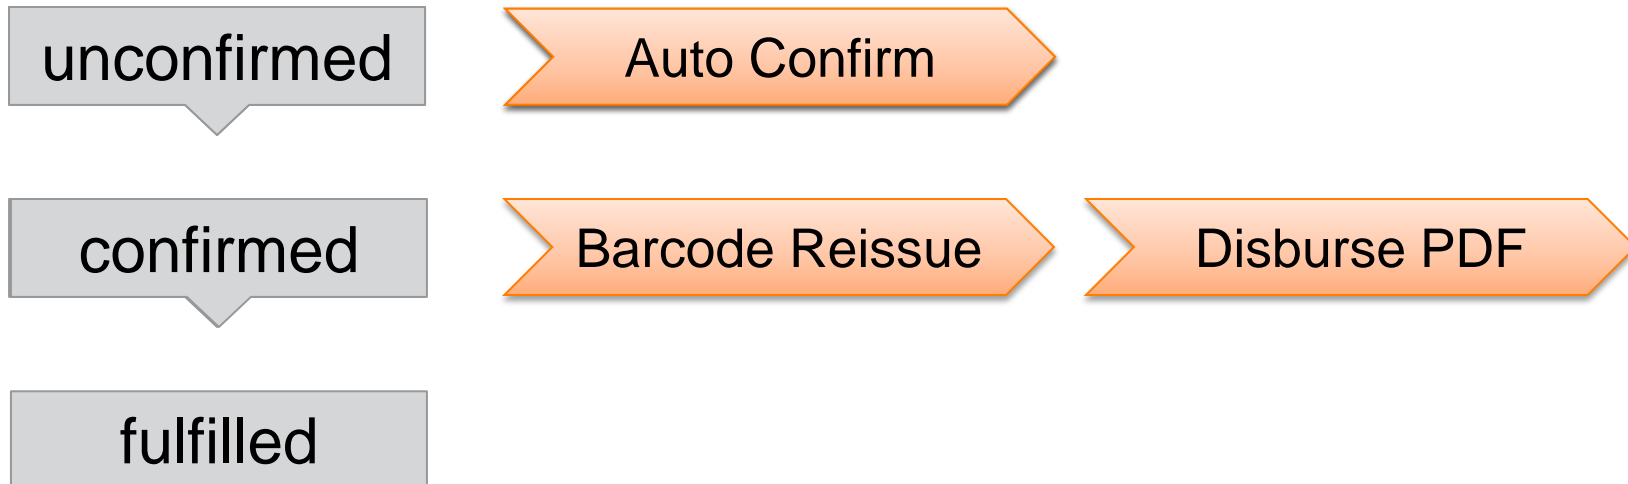 unconfirmed
Auto Confirm
confirmed
Barcode Reissue
Disburse PDF
fulfilled